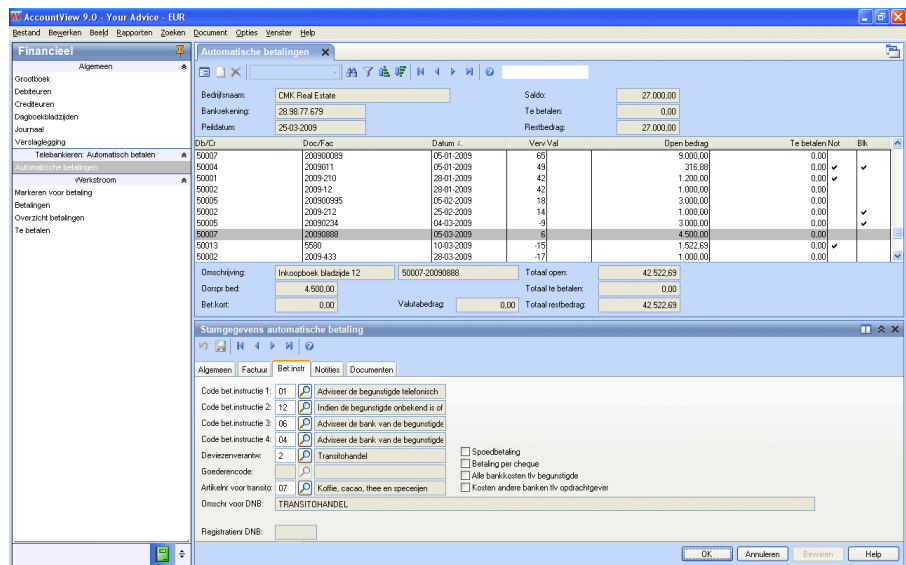 AccountView 9.0 - Your Advice - EUR
Bestand Bewerken Beeld Rapporten Zoeken Document Opties Venster Help
Financieel
Algemeen
Grootboek
Debiteuren
Crediteuren
Dagboekbladzijden
Journaal
Verslaglegging
Telebankieren: Automatisch betalen
Automatische betalingen
Werkstroom
Markeren voor betaling
Betalingen
Overzicht betalingen
Te betalen
Automatische betalingen
Bedrijfsnaam: CMK Real Estate Saldo: 27.000,00
Bankrekening: 28.98.77.679 Te betalen: 0,00
Peildatum: 25-03-2009 Restbedrag: 27.000,00
Db/Cr Doc/Fac Datum Verv Val Open bedrag Te betalen Not Blk
50007 200900089 05-01-2009 65 9.000,00 0,00
50004 2009011 05-01-2009 49 316,88 0,00 ✔ ✔
50001 2009-210 28-01-2009 42 1.200,00 0,00 ✔
50002 2009-12 28-01-2009 42 1.000,00 0,00
50005 200900995 05-02-2009 18 3.000,00 0,00
50002 2009-212 25-02-2009 14 1.000,00 0,00 ✔
50005 20090234 04-03-2009 -9 3.000,00 0,00 ✔
50007 20090888 05-03-2009 6 4.500,00 0,00
50013 5580 10-03-2009 -15 1.522,69 0,00 ✔
50002 2009-433 28-03-2009 -17 1.000,00 0,00
Omschrijving: Inkoopboek bladzijde 12 50007-20090888 Totaal open: 42.522,69
Oorspr bed: 4.500,00 Totaal te betalen: 0,00
Bet.kort: 0,00 Valutabedrag: 0,00 Totaal restbedrag: 42.522,69
Stamgegevens automatische betaling
Algemeen Factuur Bet.instr Notities Documenten
Code bet.instructie 1: 01 Adviseer de begunstigde telefonisch
Code bet.instructie 2: 12 Indien de begunstigde onbekend is of
Code bet.instructie 3: 06 Adviseer de bank van de begunstigde
Code bet.instructie 4: 04 Adviseer de bank van de begunstigde
Deviezenverantw: 2 Transitohandel
Goederencode:
Artikelnr voor transito: 07 Koffie, cacao, thee en specerijen
Spoedbetaling
Betaling per cheque
Alle bankkosten tlv begunstigde
Kosten andere banken tlv opdrachtgever
Omschr voor DNB: TRANSITOHANDEL
Registratienr DNB:
OK Annuleren Bewaren Help